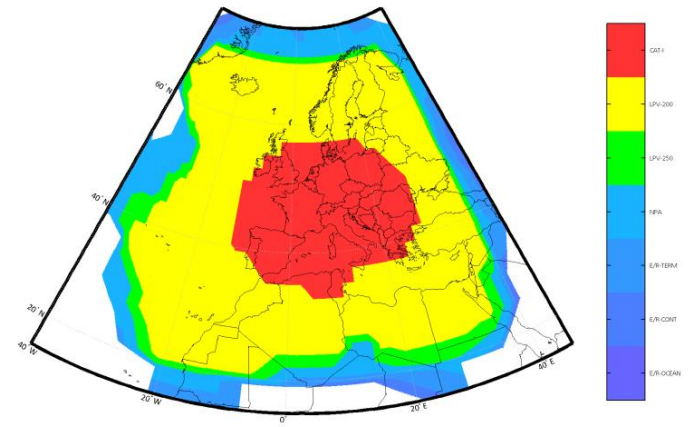 60° N
40° N
20° N
40° W
20° W
0°
20° E
40° E
CAT-I
LPV-200
LPV-250
NPA
E/R-TERM
E/R-CONT
E/R-OCEAN